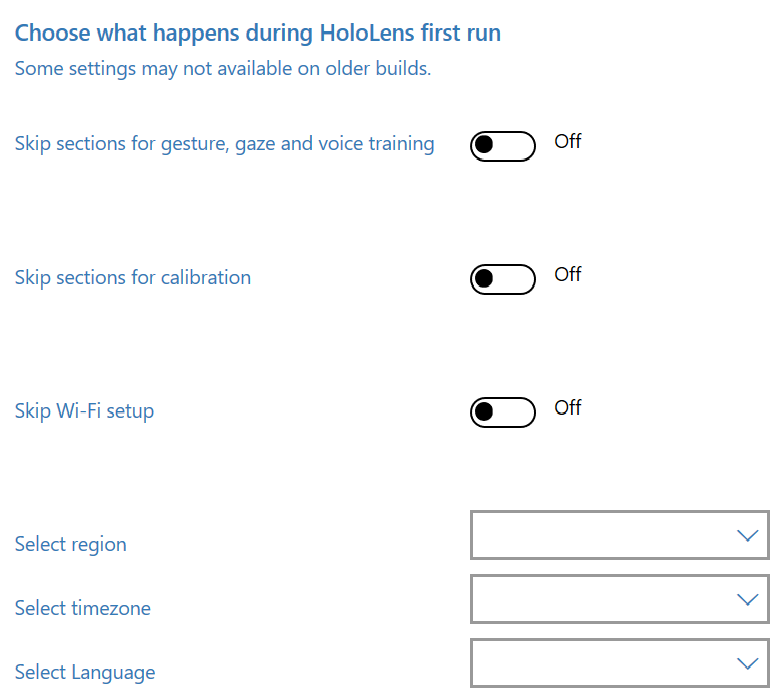 Choose what happens during HoloLens first run
Some settings may not available on older builds.
Skip sections for gesture, gaze and voice training Off
Skip sections for calibration Off
Skip Wi-Fi setup Off
Select region
Select timezone
Select Language